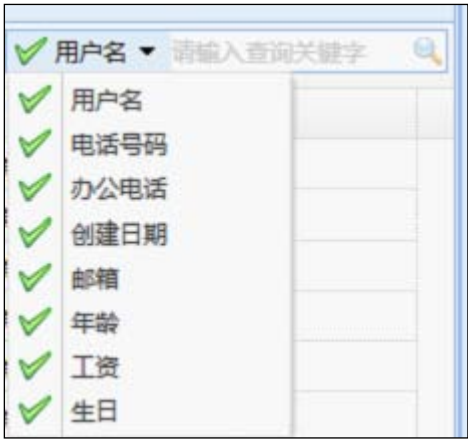 用户名 请输入查询关键字
用户名
电话号码
办公电话
创建日期
邮箱
年龄
工资
生日